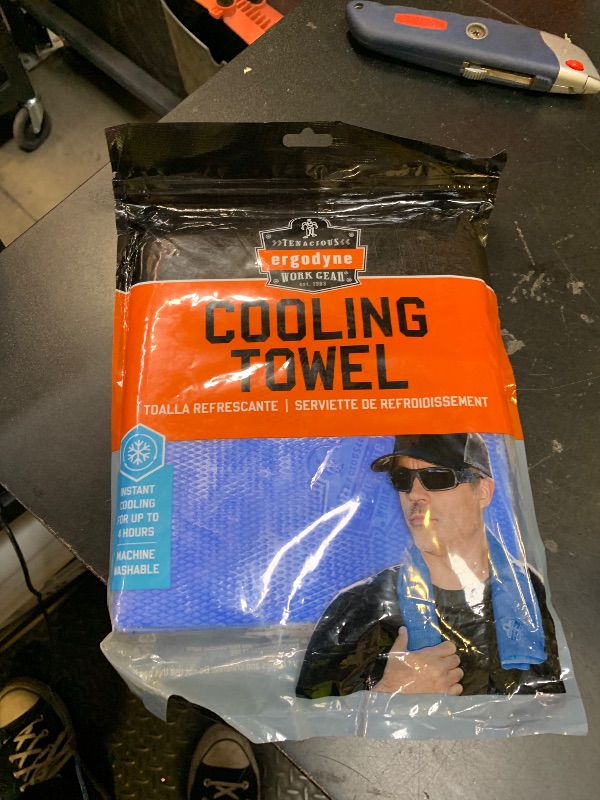 >>TENACIOUS<<
ergodyne
WORK GEAR®
est. 1983
COOLING
TOWEL
TOALLA REFRESCANTE | SERVIETTE DE REFROIDISSEMENT
INSTANT
COOLING
FOR UP TO
4 HOURS
MACHINE
WASHABLE